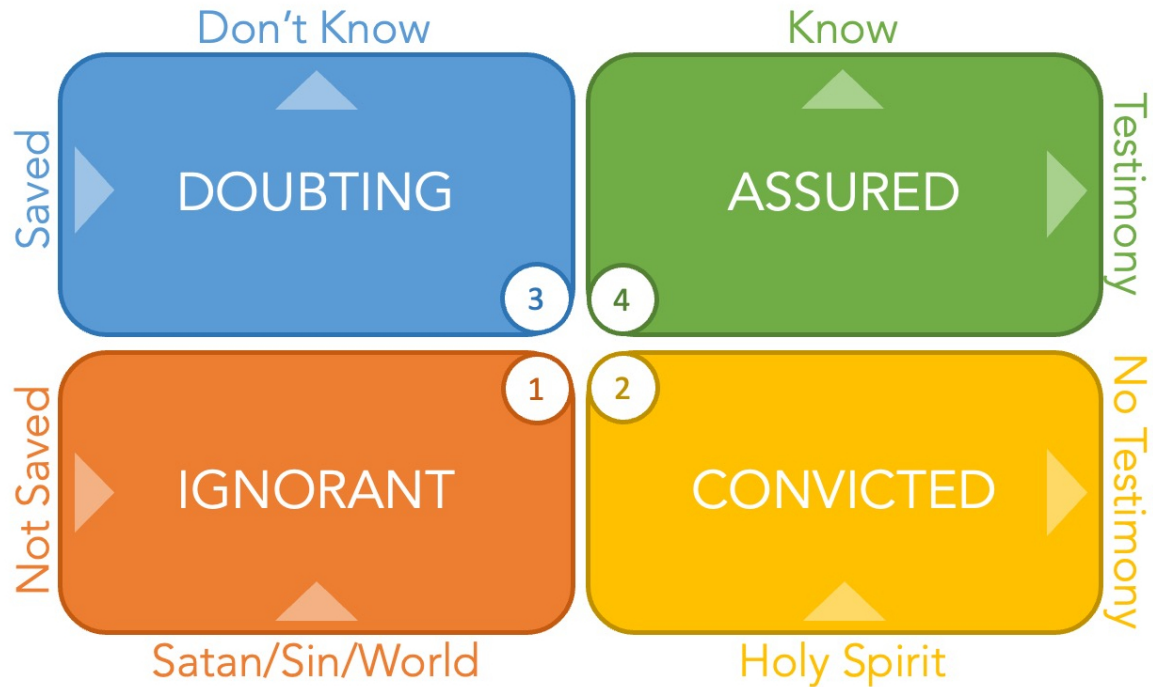 Don't Know
Know
Saved
DOUBTING
ASSURED
Testimony
3
4
1
2
Not Saved
IGNORANT
CONVICTED
No Testimony
Satan/Sin/World
Holy Spirit